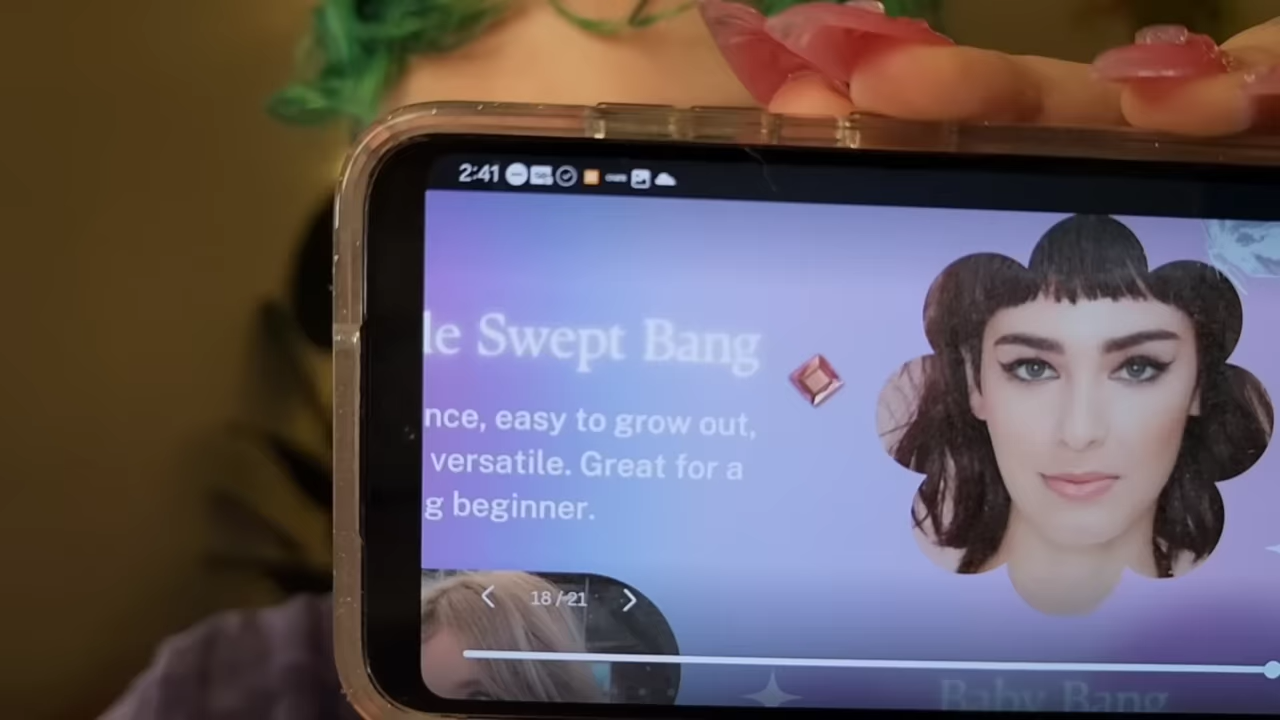 2:41
le Swept Bang
nce, easy to grow out,
versatile. Great for a
g beginner.
18 / 21
Baby Bang